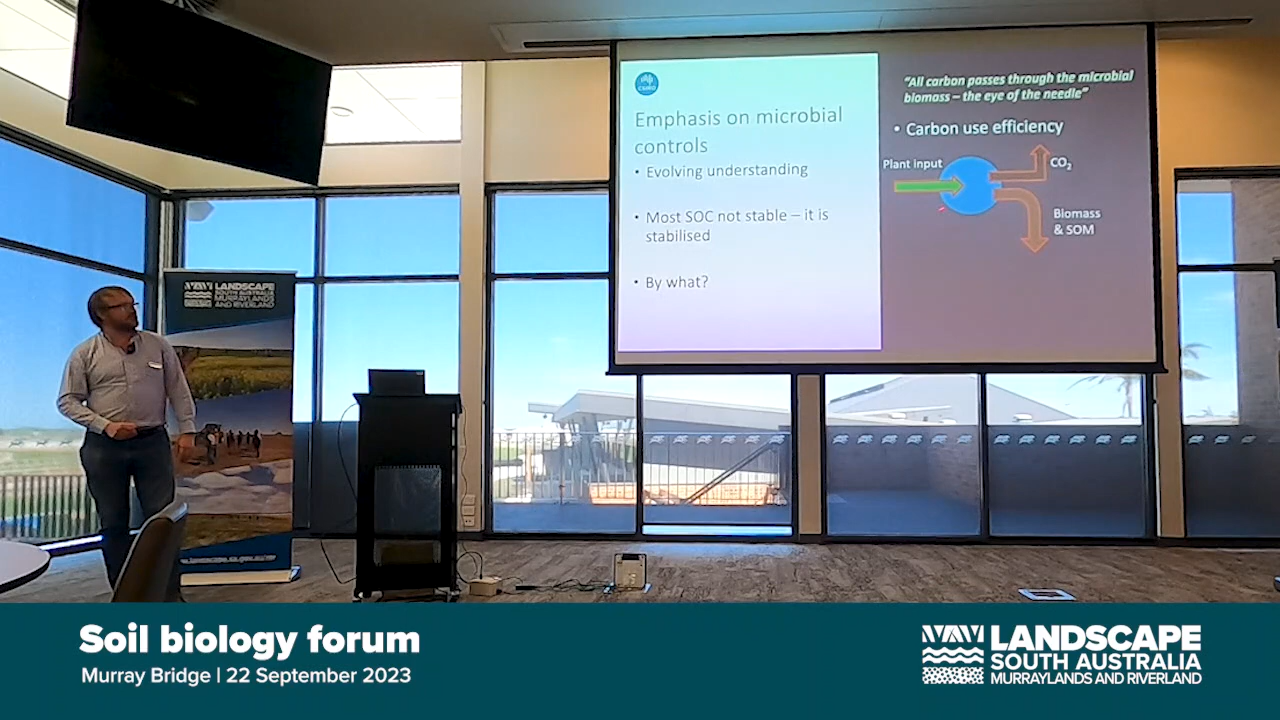 CSIRO
Emphasis on microbial
controls
• Evolving understanding
• Most SOC not stable – it is
stabilised
• By what?
“All carbon passes through the microbial
biomass – the eye of the needle”
• Carbon use efficiency
Plant input
CO2
Biomass
& SOM
LANDSCAPE
SOUTH AUSTRALIA
MURRAYLANDS
AND RIVERLAND
Soil biology forum
Murray Bridge | 22 September 2023
LANDSCAPE
SOUTH AUSTRALIA
MURRAYLANDS AND RIVERLAND